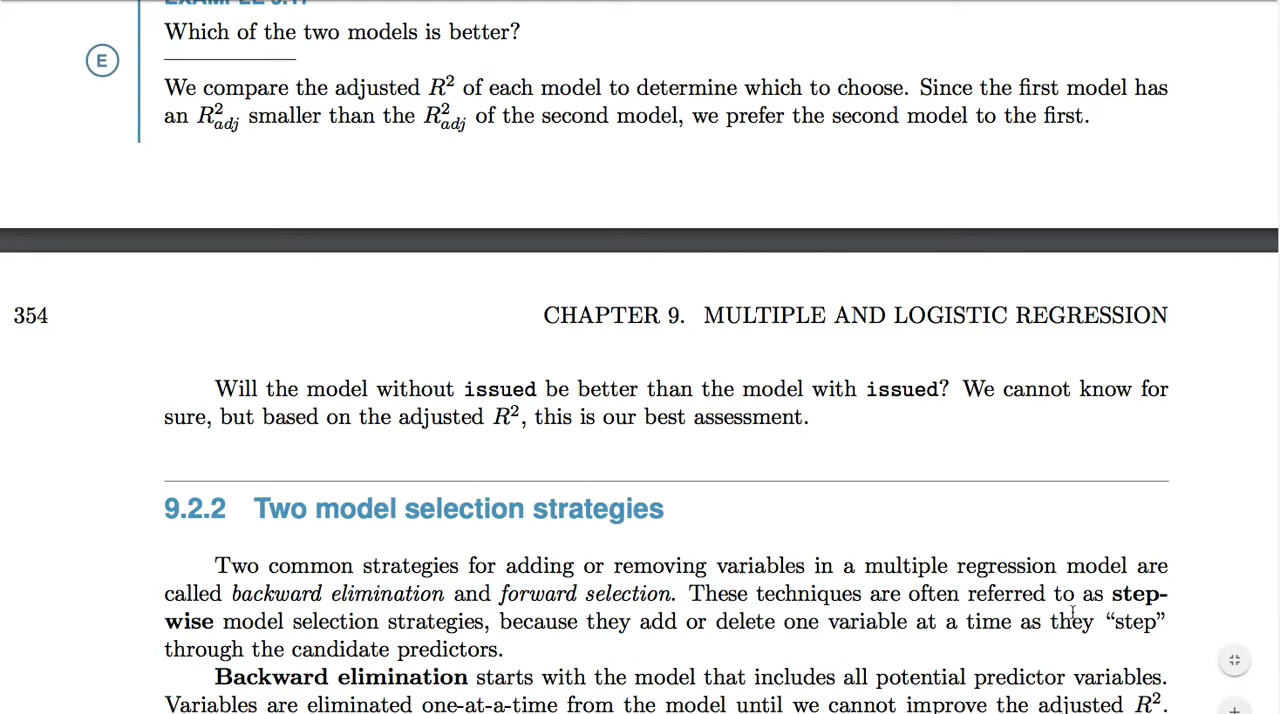 EXAMPLE 9.17
Which of the two models is better?
E
We compare the adjusted R² of each model to determine which to choose. Since the first model has
an R²adj smaller than the R²adj of the second model, we prefer the second model to the first.
354
CHAPTER 9. MULTIPLE AND LOGISTIC REGRESSION
Will the model without issued be better than the model with issued? We cannot know for
sure, but based on the adjusted R², this is our best assessment.
9.2.2 Two model selection strategies
Two common strategies for adding or removing variables in a multiple regression model are
called backward elimination and forward selection. These techniques are often referred to as step-
wise model selection strategies, because they add or delete one variable at a time as they “step”
through the candidate predictors.
Backward elimination starts with the model that includes all potential predictor variables.
Variables are eliminated one-at-a-time from the model until we cannot improve the adjusted R².